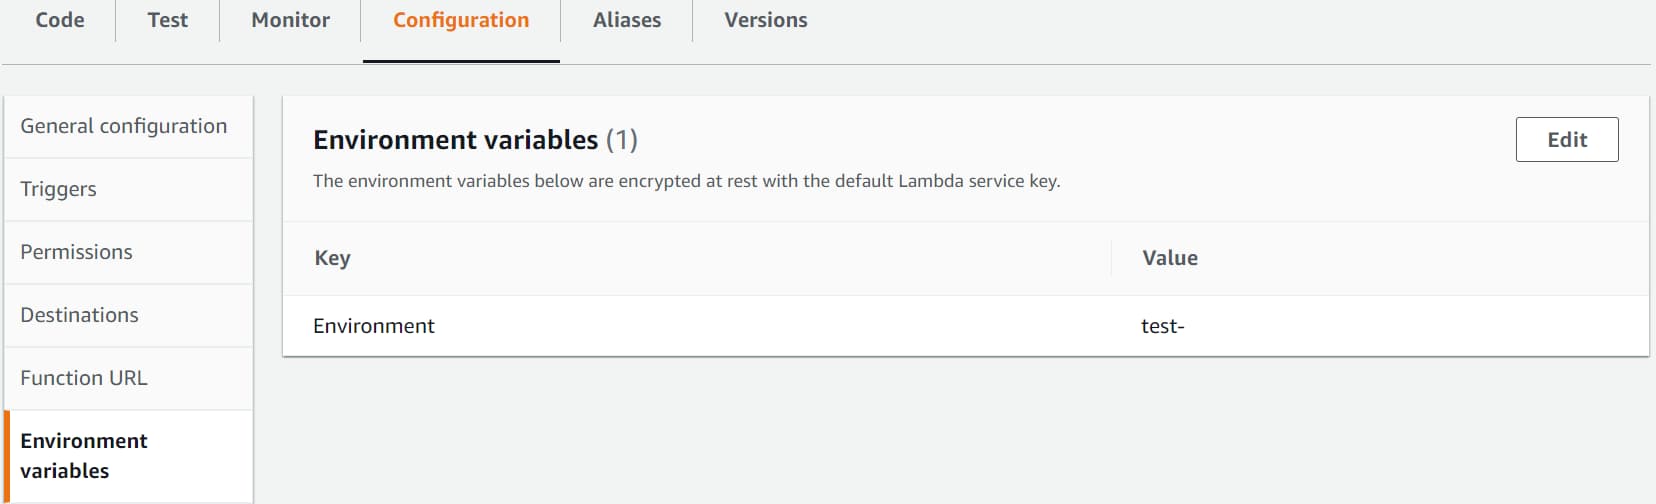 Code Test Monitor Configuration Aliases Versions
General configuration
Triggers
Permissions
Destinations
Function URL
Environment
variables
Environment variables (1)
Edit
The environment variables below are encrypted at rest with the default Lambda service key.
Key Value
Environment test-